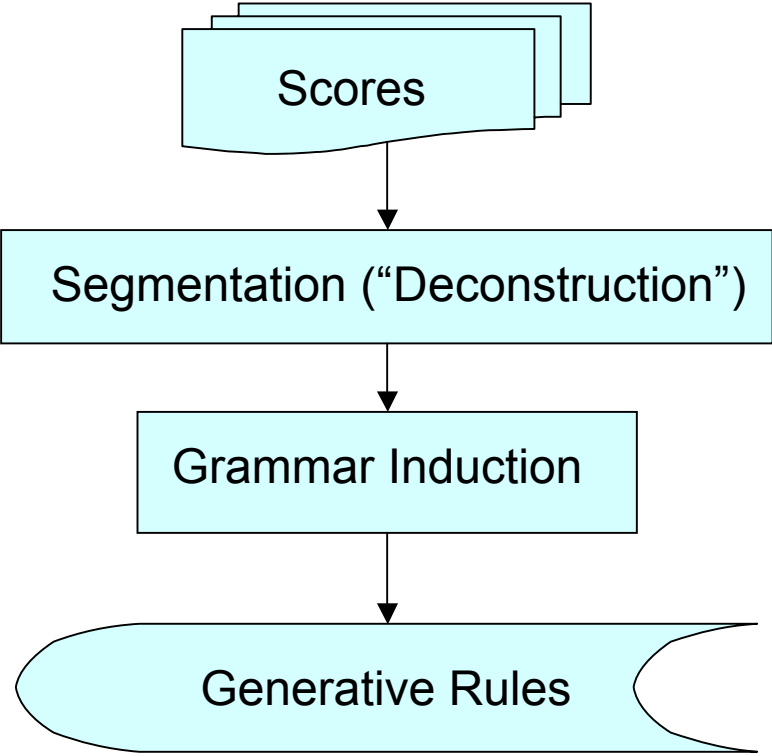 Scores
Segmentation (“Deconstruction”)
Grammar Induction
Generative Rules